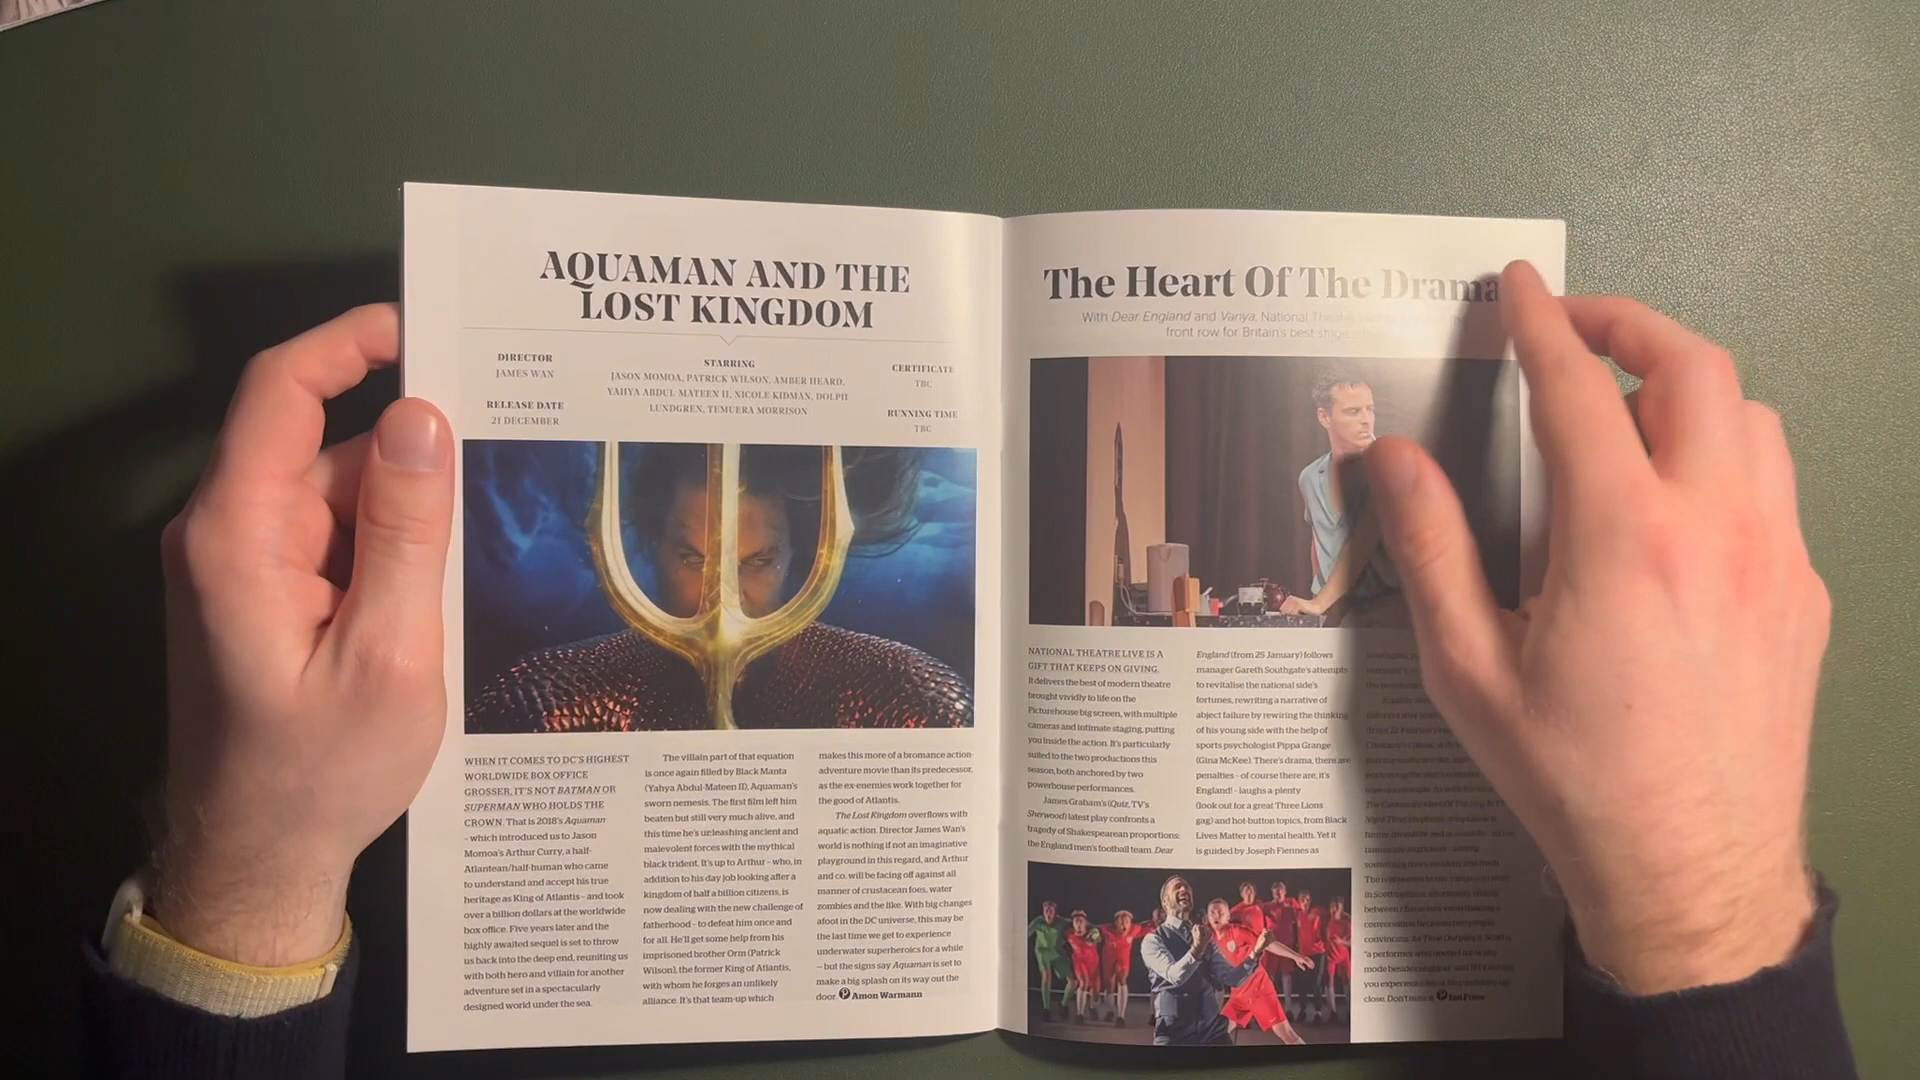 AQUAMAN AND THE
LOST KINGDOM
DIRECTOR
JAMES WAN
RELEASE DATE
21 DECEMBER
STARRING
JASON MOMOA, PATRICK WILSON, AMBER HEARD,
YAHYA ABDUL MATEEN II, NICOLE KIDMAN, DOLPH
LUNDGREN, TEMUERA MORRISON
CERTIFICATE
TBC
RUNNING TIME
TBC
WHEN IT COMES TO DC'S HIGHEST
WORLDWIDE BOX OFFICE
GROSSER, IT'S NOT BATMAN OR
SUPERMAN WHO HOLDS THE
CROWN. That is 2018's Aquaman
– which introduced us to Jason
Momoa's Arthur Curry, a half-
Atlantean/half-human who came
to understand and accept his true
heritage as King of Atlantis – and took
over a billion dollars at the worldwide
box office. Five years later and the
highly awaited sequel is set to throw
us back into the deep end, reuniting us
with both hero and villain for another
adventure set in a spectacularly
designed world under the sea.
The villain part of that equation
is once again filled by Black Manta
(Yahya Abdul-Mateen II), Aquaman's
sworn nemesis. The first film left him
beaten but still very much alive, and
this time he's unleashing ancient and
malevolent forces with the mythical
black trident. It's up to Arthur – who, in
addition to his day job looking after a
kingdom of half a billion citizens, is
now dealing with the new challenge of
fatherhood – to defeat him once and
for all. He'll get some help from his
imprisoned brother Orm (Patrick
Wilson), the former King of Atlantis,
with whom he forges an unlikely
alliance. It's that team-up which
makes this more of a bromance action-
adventure movie than its predecessor,
as the ex-enemies work together for
the good of Atlantis.
The Lost Kingdom overflows with
aquatic action. Director James Wan's
world is nothing if not an imaginative
playground in this regard, and Arthur
and co. will be facing off against all
manner of crustacean foes, water
zombies and the like. With big changes
afoot in the DC universe, this may be
the last time we get to experience
underwater superheroics for a while
– but the signs say Aquaman is set to
make a big splash on its way out the
door. Amon Warmann
The Heart Of The Drama
With Dear England and Vanya, National
front row for Britain's best stage
NATIONAL THEATRE LIVE IS A
GIFT THAT KEEPS ON GIVING.
It delivers the best of modern theatre
brought vividly to life on the
Picturehouse big screen, with multiple
cameras and intimate staging, putting
you inside the action. It's particularly
suited to the two productions this
season, both anchored by two
powerhouse performances.
James Graham's (Quiz, TV's
Sherwood) latest play confronts a
tragedy of Shakespearean proportions:
the England men's football team. Dear
England (from 25 January) follows
manager Gareth Southgate's attempts
to revitalise the national side's
fortunes, rewriting a narrative of
abject failure by rewiring the thinking
of his young side with the help of
sports psychologist Pippa Grange
(Gina McKee). There's drama, there are
penalties – of course there are, it's
England! – laughs a-plenty
(look out for a great Three Lions
gag) and hot-button topics, from Black
Lives Matter to mental health. Yet it
is guided by Joseph Fiennes as
close. Don't miss it.